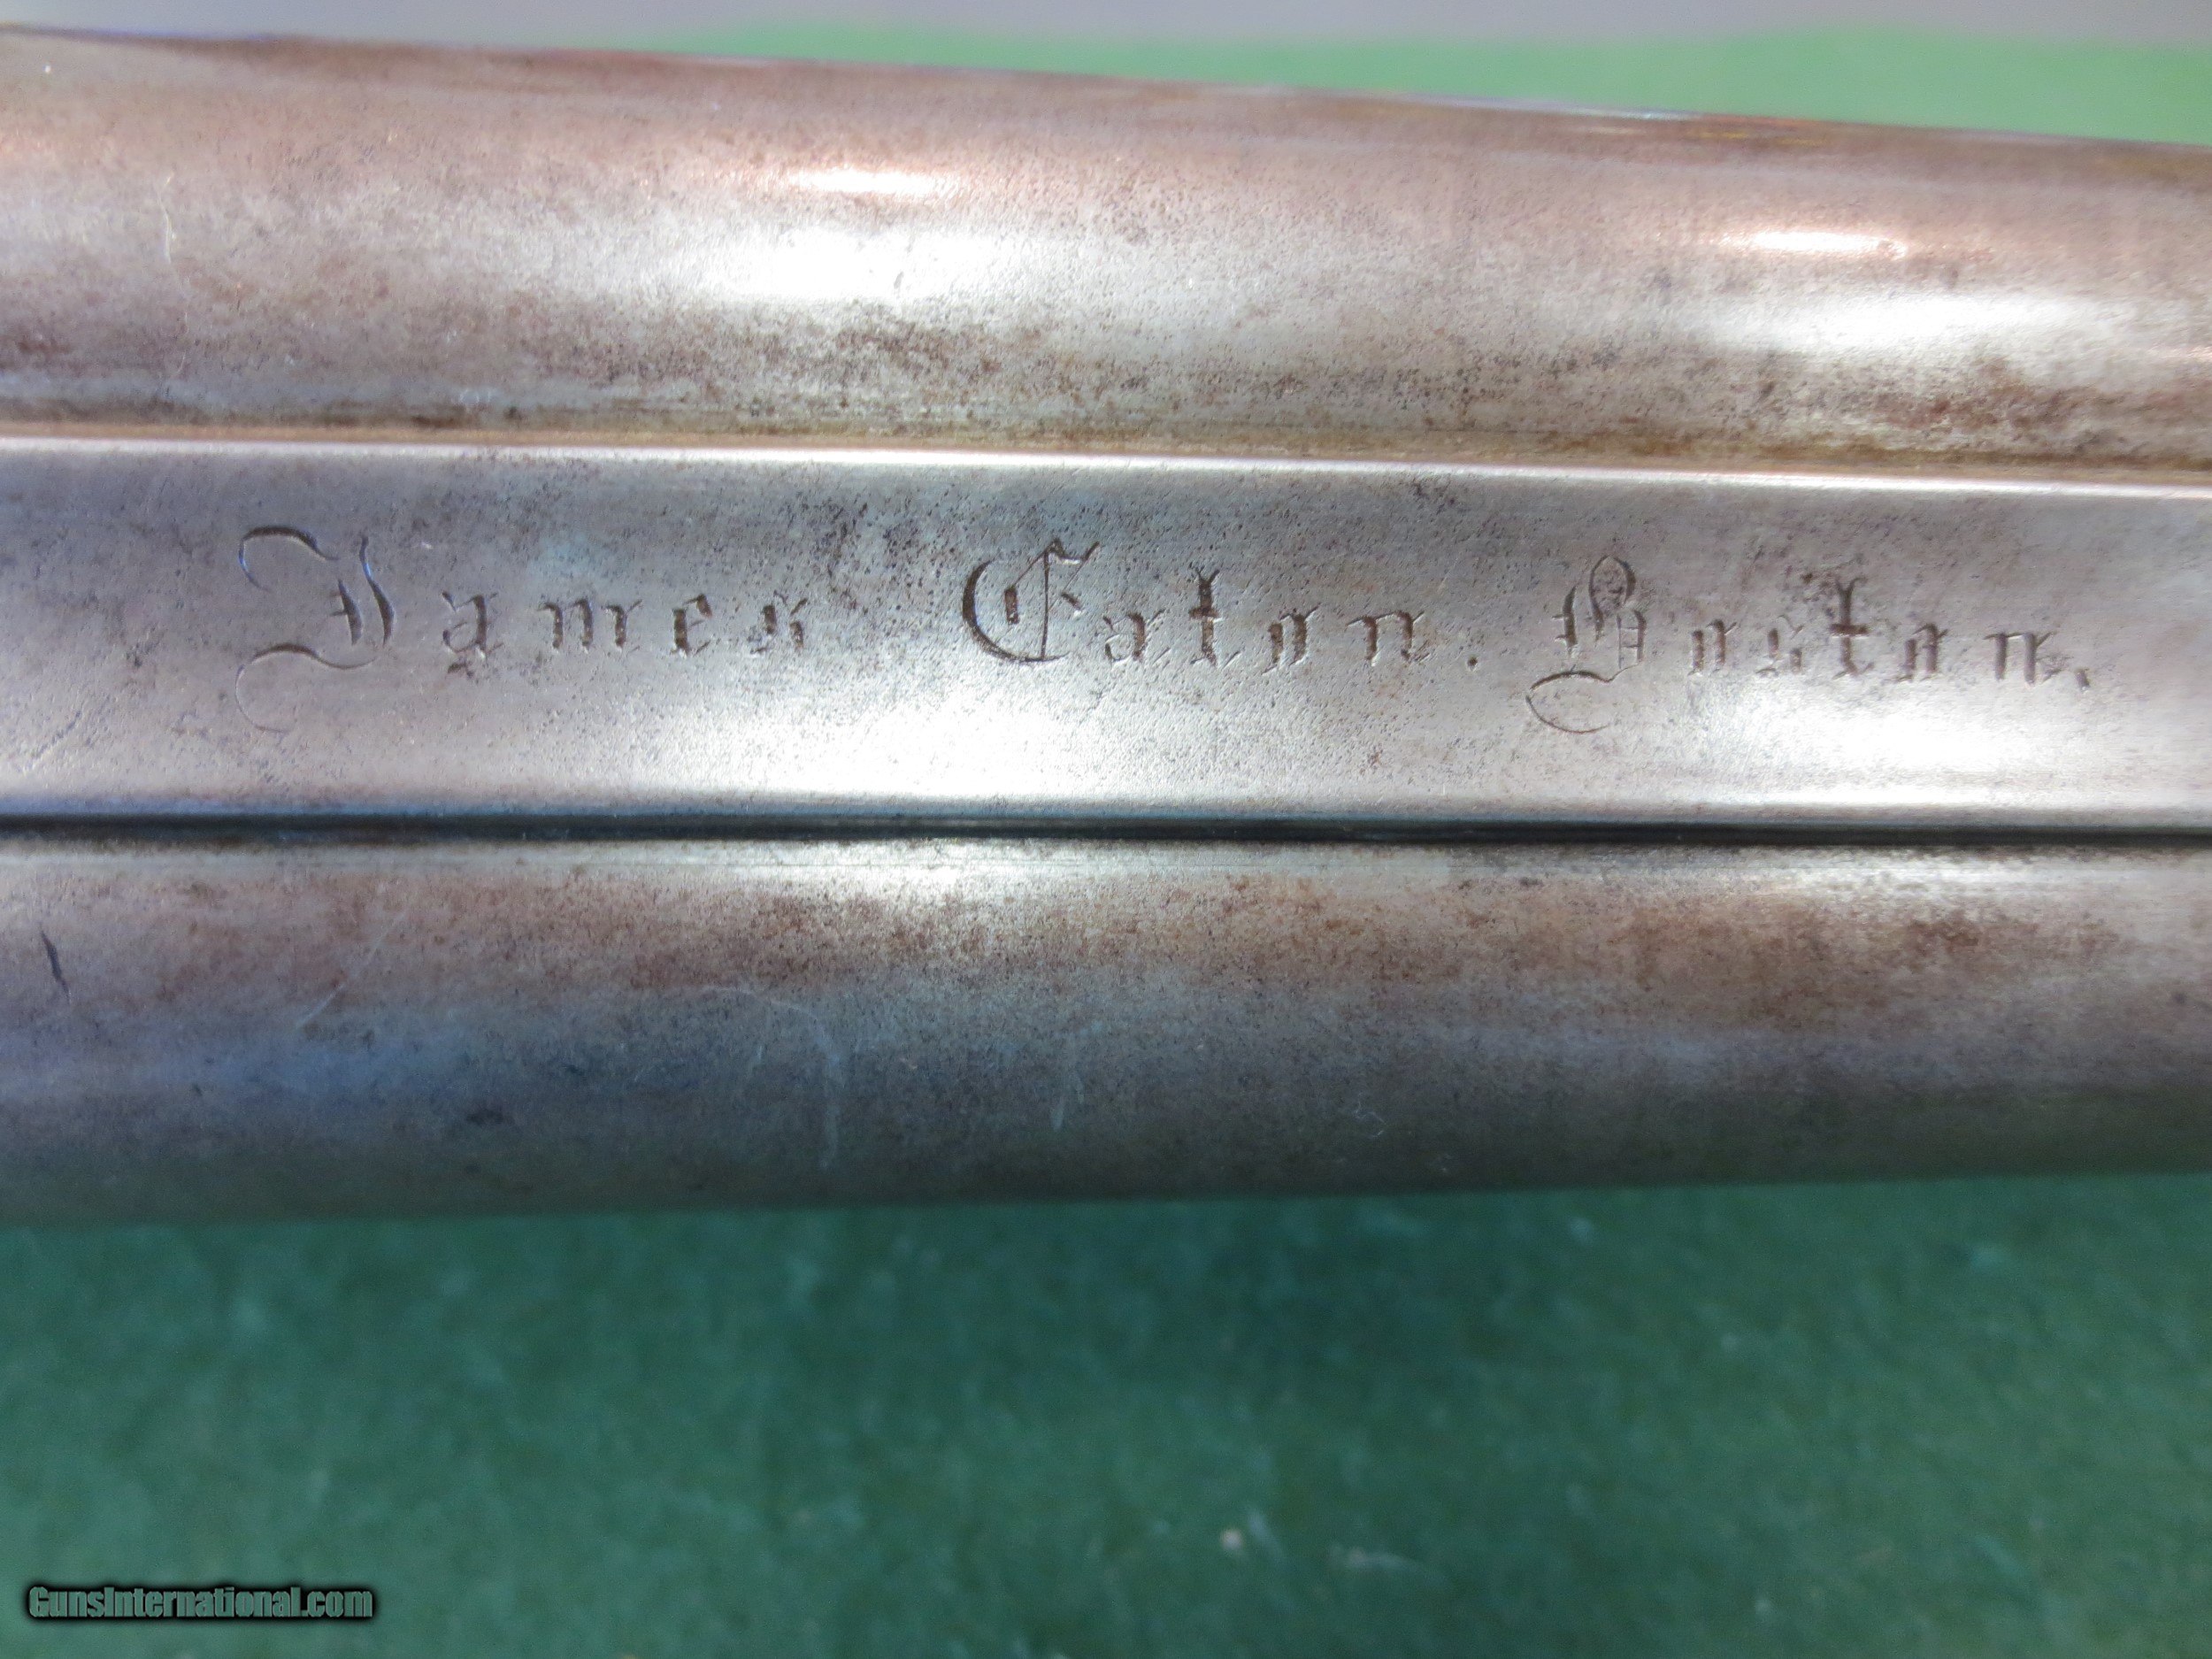 James Eaton. Boston.
GunsInternational.com